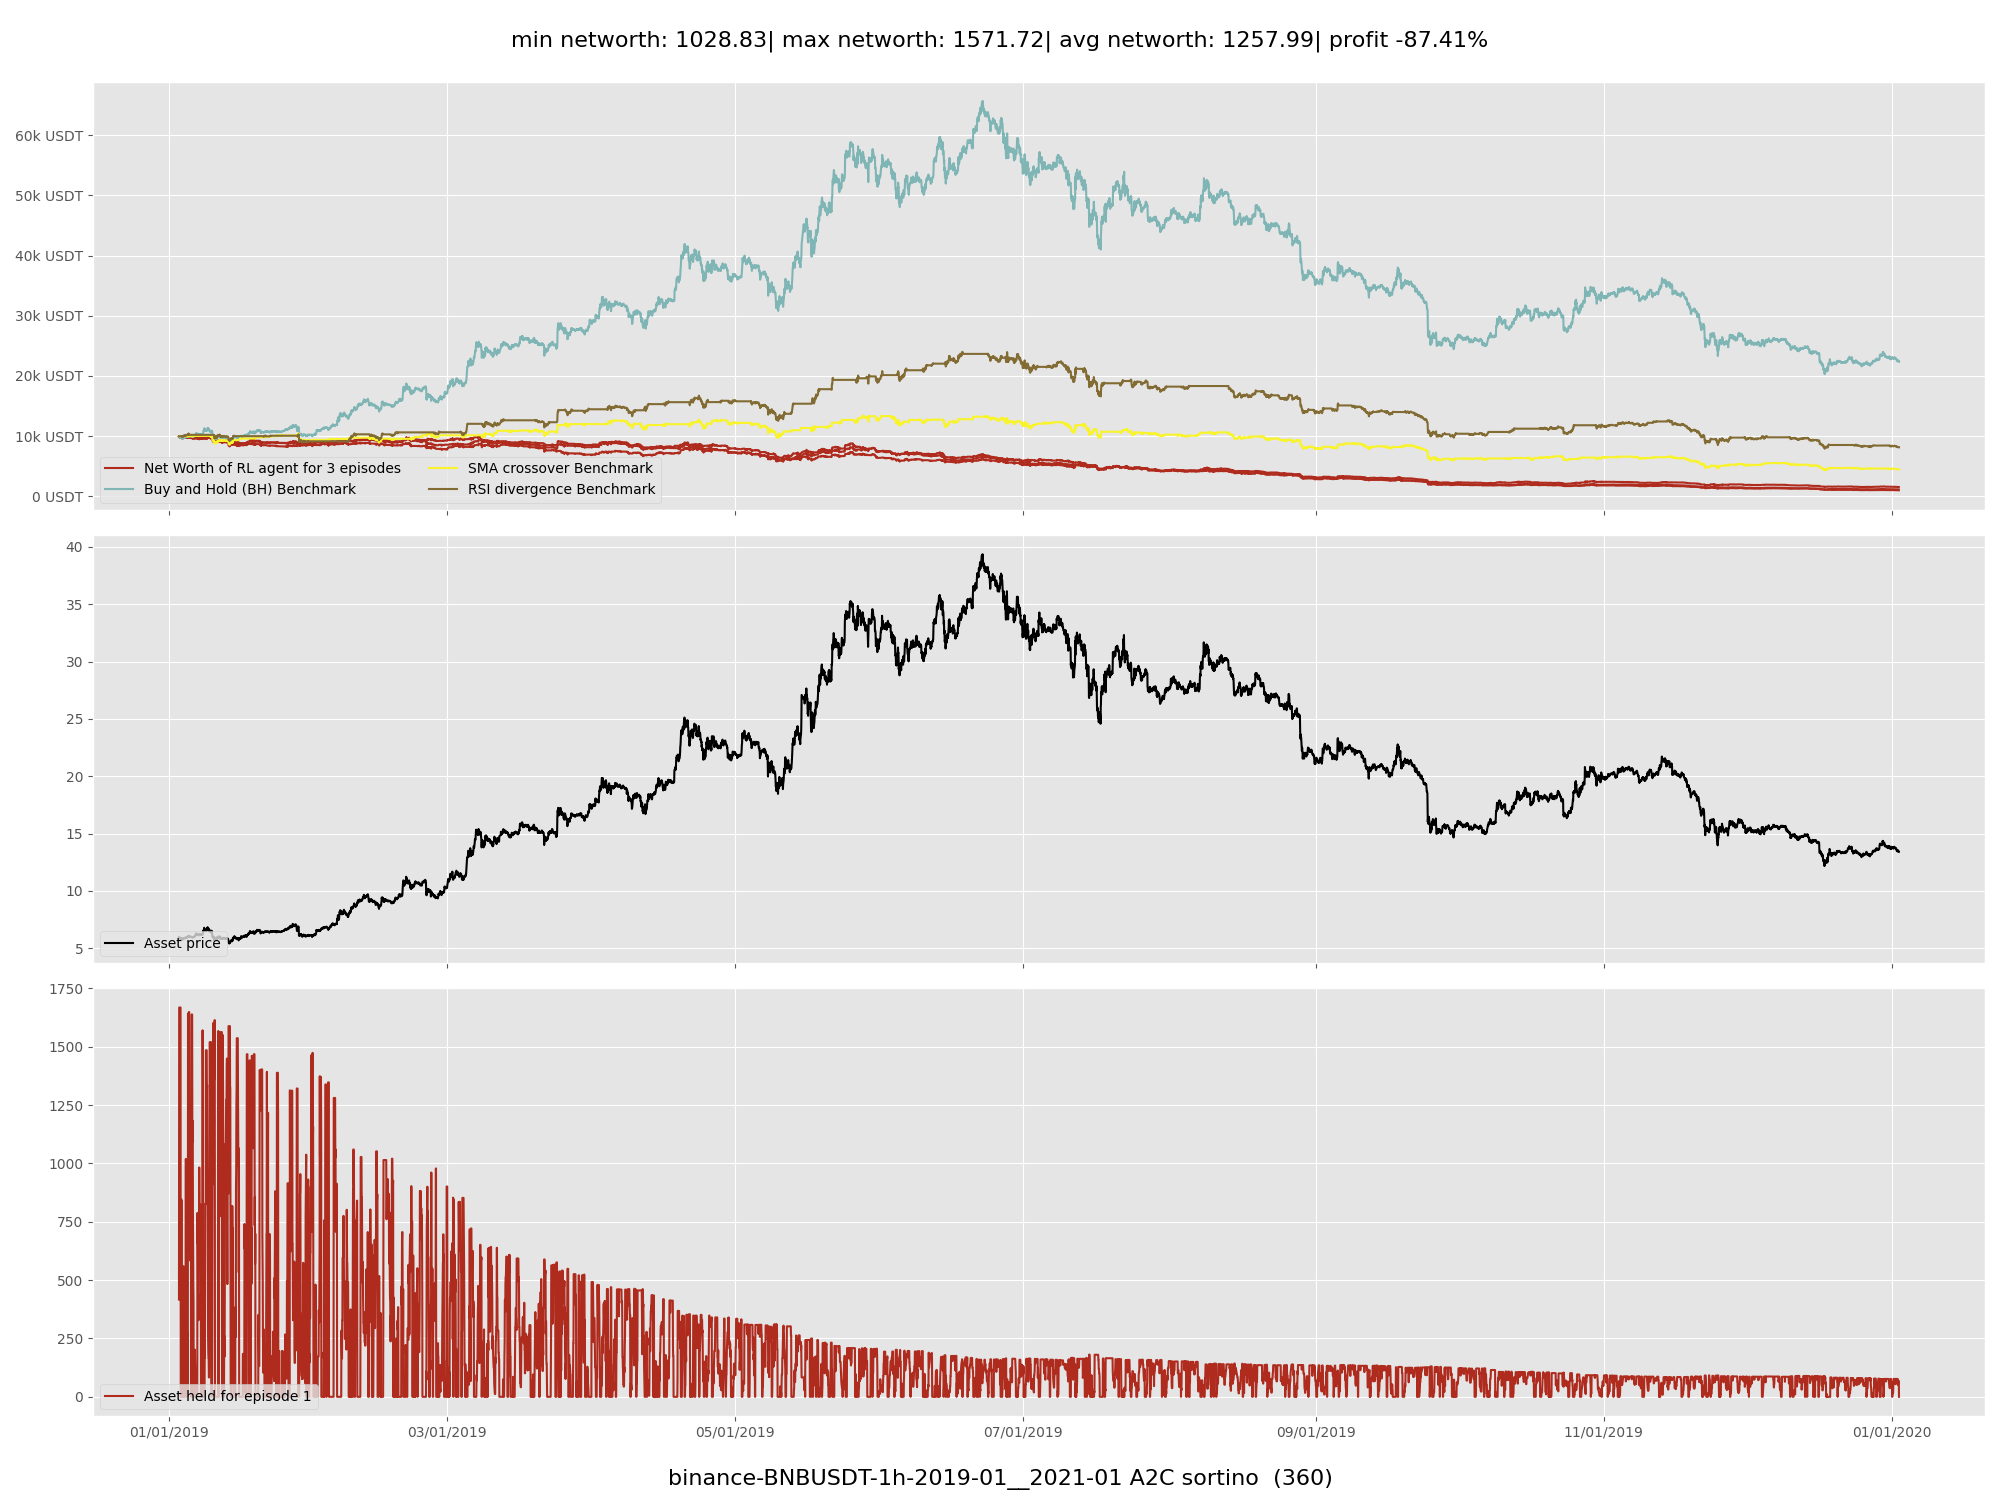 min networth: 1028.83| max networth: 1571.72| avg networth: 1257.99| profit -87.41%
60k USDT
50k USDT
40k USDT
30k USDT
20k USDT
10k USDT
0 USDT
Net Worth of RL agent for 3 episodes
Buy and Hold (BH) Benchmark
SMA crossover Benchmark
RSI divergence Benchmark
40
35
30
25
20
15
10
5
Asset price
1750
1500
1250
1000
750
500
250
0
Asset held for episode 1
01/01/2019
03/01/2019
05/01/2019
07/01/2019
09/01/2019
11/01/2019
01/01/2020
binance-BNBUSDT-1h-2019-01__2021-01 A2C sortino (360)